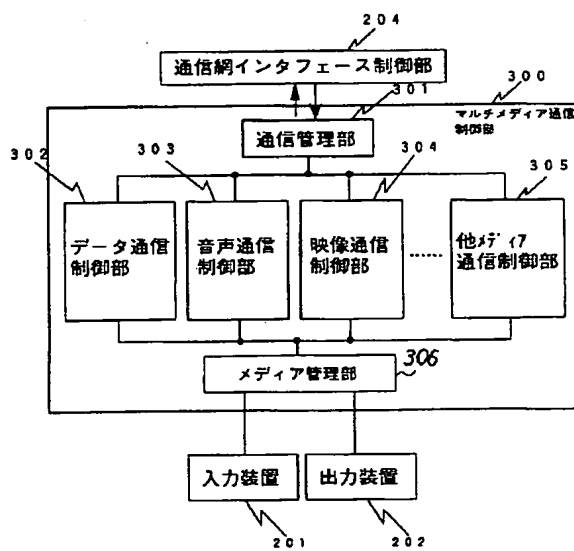 204
通信網インタフェース制御部
300
301
マルチメディア通信
制御部
通信管理部
302
303
304
305
データ通信
制御部
音声通信
制御部
映像通信
制御部
……
他メディア
通信制御部
メディア管理部
306
入力装置
出力装置
201
202